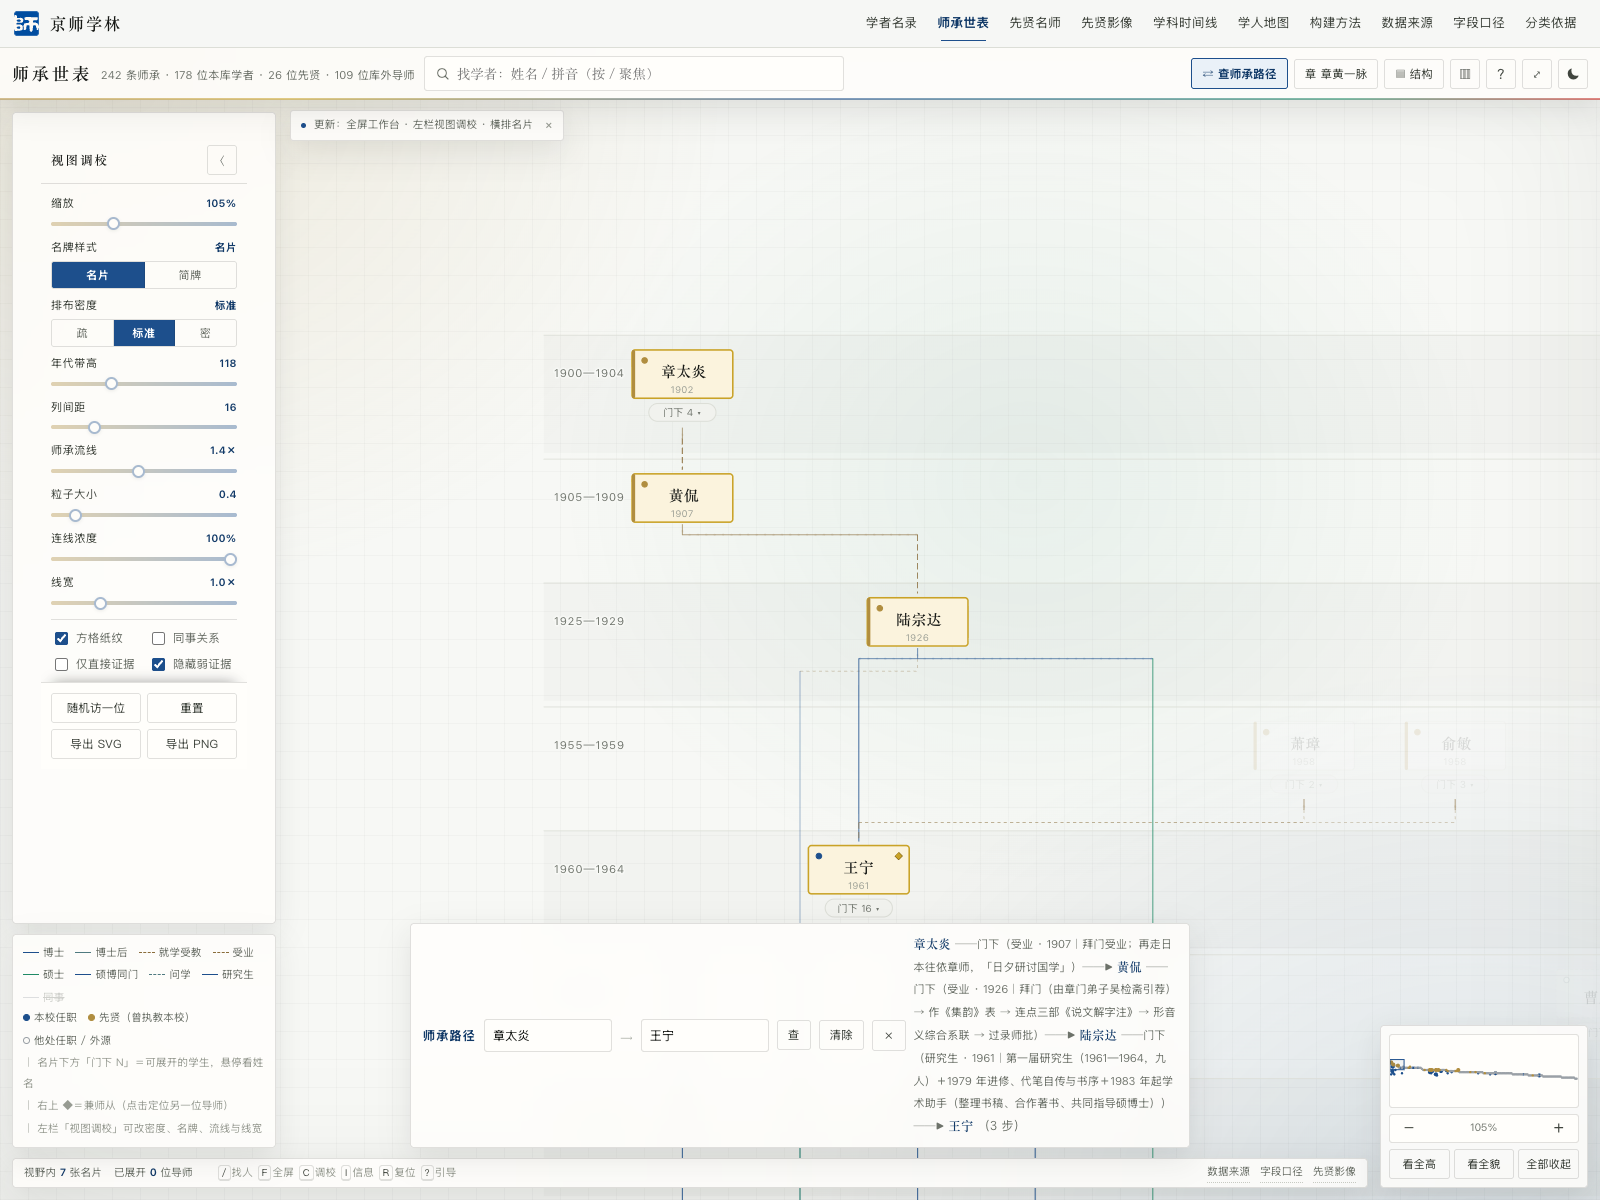 京师学林
学者名录 师承世表 先贤名师 先贤影像 学科时间线 学人地图 构建方法 数据来源 字段口径 分类依据
师承世表 242 条师承 · 178 位本库学者 · 26 位先贤 · 109 位库外导师
找学者：姓名 / 拼音（按 / 聚焦）
⇄ 查师承路径 章 章黄一脉 ▤ 结构 ▥ ? ⤢
更新：全屏工作台 · 左栏视图调校 · 横排名片 ×
视图调校 〈
缩放 105%
名牌样式 名片
名片 简牌
排布密度 标准
疏 标准 密
年代带高 118
列间距 16
师承流线 1.4×
粒子大小 0.4
连线浓度 100%
线宽 1.0×
方格纸纹 同事关系
仅直接证据 隐藏弱证据
随机访一位 重置
导出 SVG 导出 PNG
1900—1904 章太炎
1902
门下 4 ▾
1905—1909 黄侃
1907
1925—1929 陆宗达
1926
1955—1959 萧璋 俞敏
1958 1958
门下 2 ▾ 门下 3 ▾
1960—1964 王宁
1961
门下 16 ▾
曹
博士 博士后 就学受教 受业
硕士 硕博同门 问学 研究生
同事
本校任职 先贤（曾执教本校）
他处任职 / 外源
｜ 名片下方「门下 N」＝可展开的学生，悬停看姓
名
｜ 右上 ◆＝兼师从（点击定位另一位导师）
｜ 左栏「视图调校」可改密度、名牌、流线与线宽
师承路径 章太炎 → 王宁 查 清除 ×
章太炎 ──门下（受业 · 1907｜拜门受业；再走日
本往依章师，「日夕研讨国学」）──▸ 黄侃 ──
门下（受业 · 1926｜拜门（由章门弟子吴检斋引荐）
→ 作《集韵》表 → 连点三部《说文解字注》→ 形音
义综合系联 → 过录师批）──▸ 陆宗达 ──门下
（研究生 · 1961｜第一届研究生（1961—1964，九
人）＋1979 年进修、代笔自传与书序＋1983 年起学
术助手（整理书稿、合作著书、共同指导硕博士））
──▸ 王宁 （3 步）
− 105% +
看全高 看全貌 全部收起
视野内 7 张名片 已展开 0 位导师 / 找人 F 全屏 C 调校 I 信息 R 复位 ? 引导
数据来源 字段口径 先贤影像